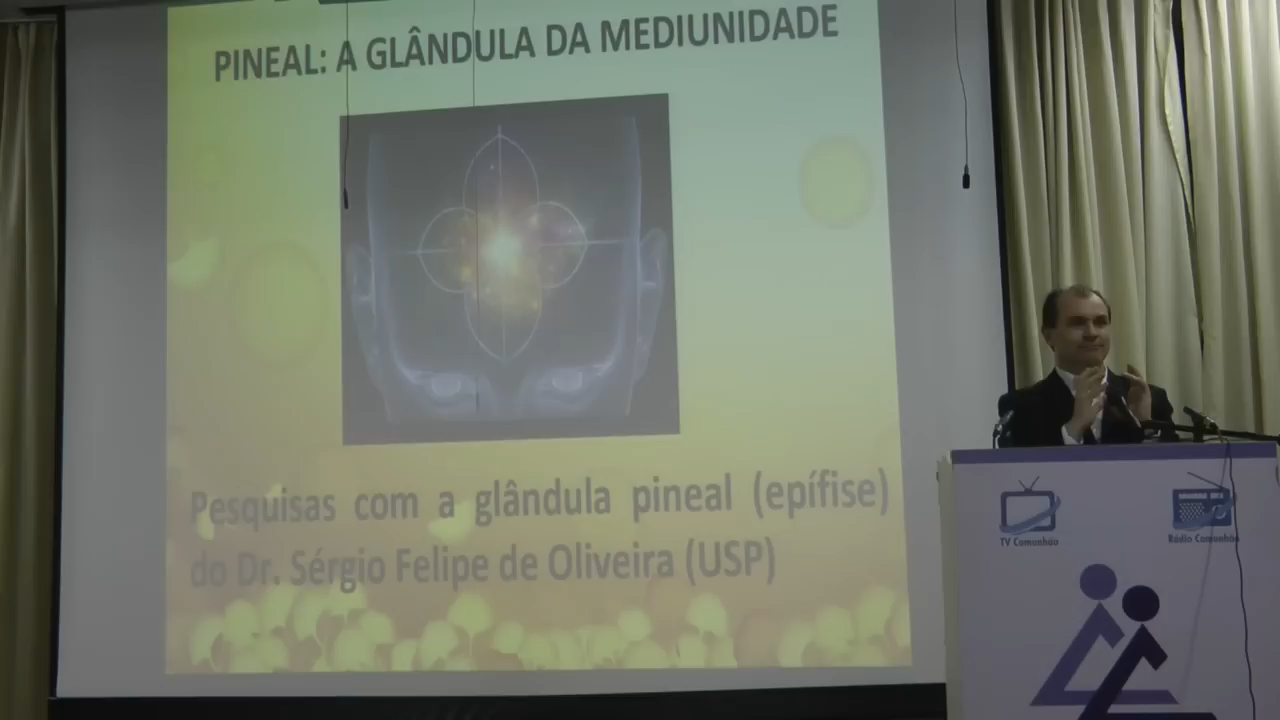 PINEAL: A GLÂNDULA DA MEDIUNIDADE
Pesquisas com a glândula pineal (epífise)
do Dr. Sérgio Felipe de Oliveira (USP)
TV Comunhão
Rádio Comunhão